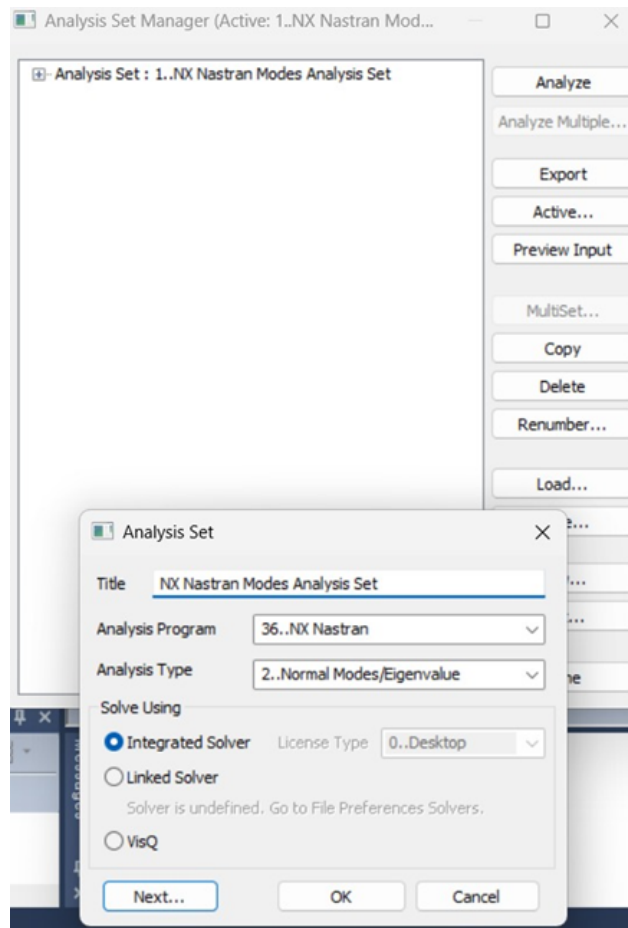 Analysis Set Manager (Active: 1..NX Nastran Mod...
Analysis Set : 1..NX Nastran Modes Analysis Set
Analyze
Analyze Multiple...
Export
Active...
Preview Input
MultiSet...
Copy
Delete
Renumber...
Load...
Analysis Set
Title NX Nastran Modes Analysis Set
Analysis Program 36..NX Nastran
Analysis Type 2..Normal Modes/Eigenvalue
Solve Using
Integrated Solver License Type 0..Desktop
Linked Solver
Solver is undefined. Go to File Preferences Solvers.
VisQ
Next... OK Cancel